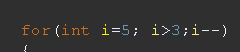 for(int i=5; i>3;i--)
{